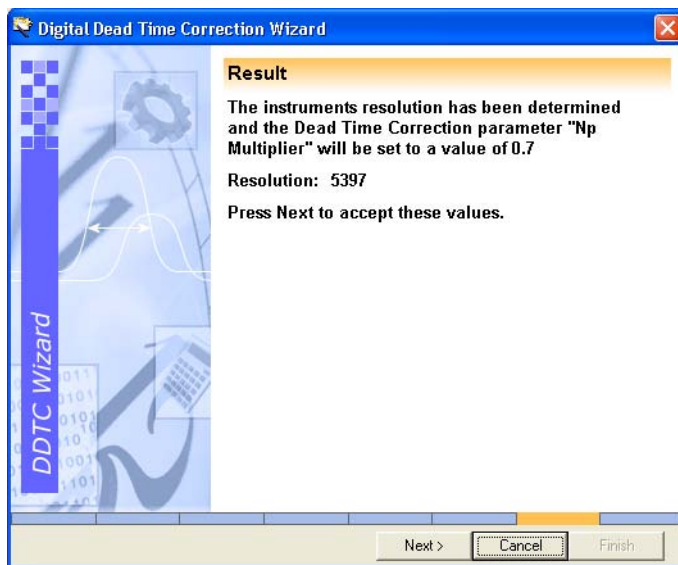 Digital Dead Time Correction Wizard
Result
The instruments resolution has been determined
and the Dead Time Correction parameter "Np
Multiplier" will be set to a value of 0.7
Resolution: 5397
Press Next to accept these values.
DDTC Wizard
Next >
Cancel
Finish